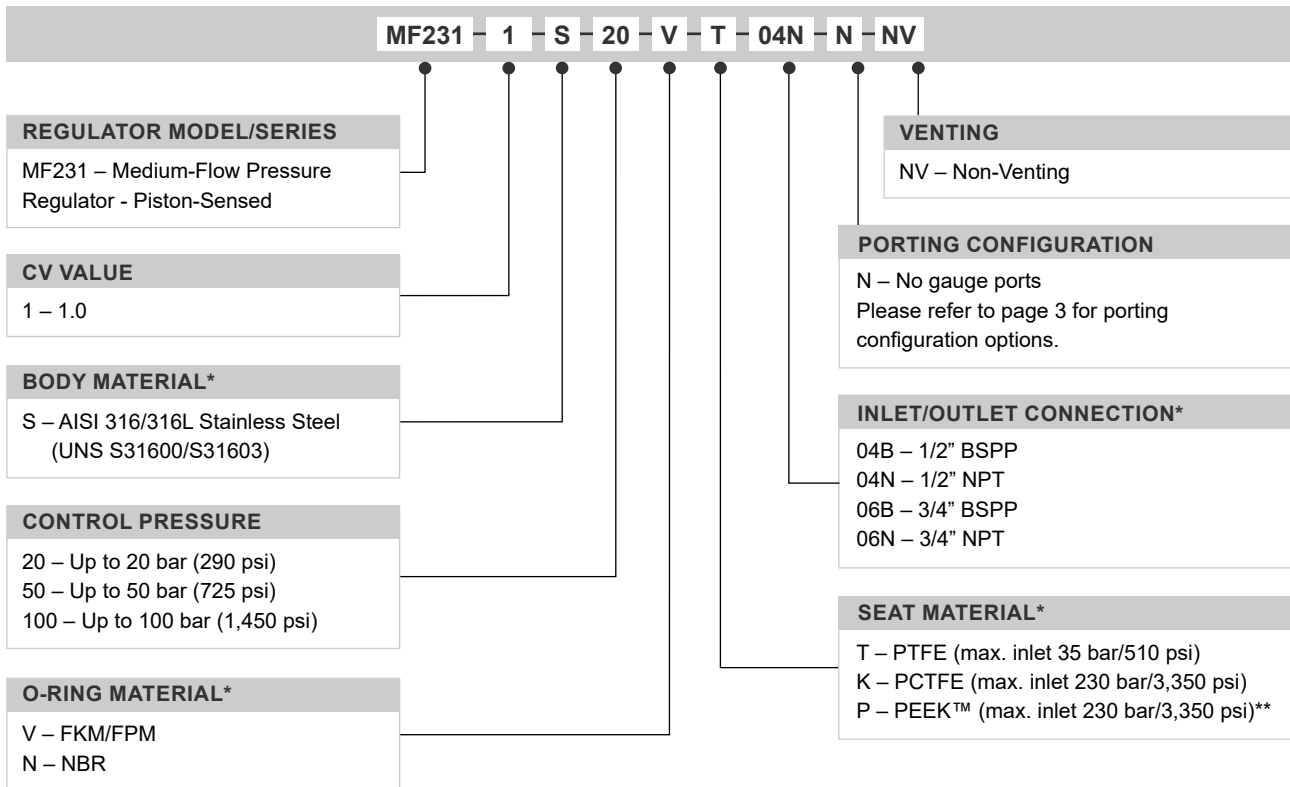 MF231 1 S 20 V T 04N N NV
REGULATOR MODEL/SERIES
MF231 – Medium-Flow Pressure
Regulator - Piston-Sensed
CV VALUE
1 – 1.0
BODY MATERIAL*
S – AISI 316/316L Stainless Steel
(UNS S31600/S31603)
CONTROL PRESSURE
20 – Up to 20 bar (290 psi)
50 – Up to 50 bar (725 psi)
100 – Up to 100 bar (1,450 psi)
O-RING MATERIAL*
V – FKM/FPM
N – NBR
VENTING
NV – Non-Venting
PORTING CONFIGURATION
N – No gauge ports
Please refer to page 3 for porting
configuration options.
INLET/OUTLET CONNECTION*
04B – 1/2” BSPP
04N – 1/2” NPT
06B – 3/4” BSPP
06N – 3/4” NPT
SEAT MATERIAL*
T – PTFE (max. inlet 35 bar/510 psi)
K – PCTFE (max. inlet 230 bar/3,350 psi)
P – PEEK™ (max. inlet 230 bar/3,350 psi)**